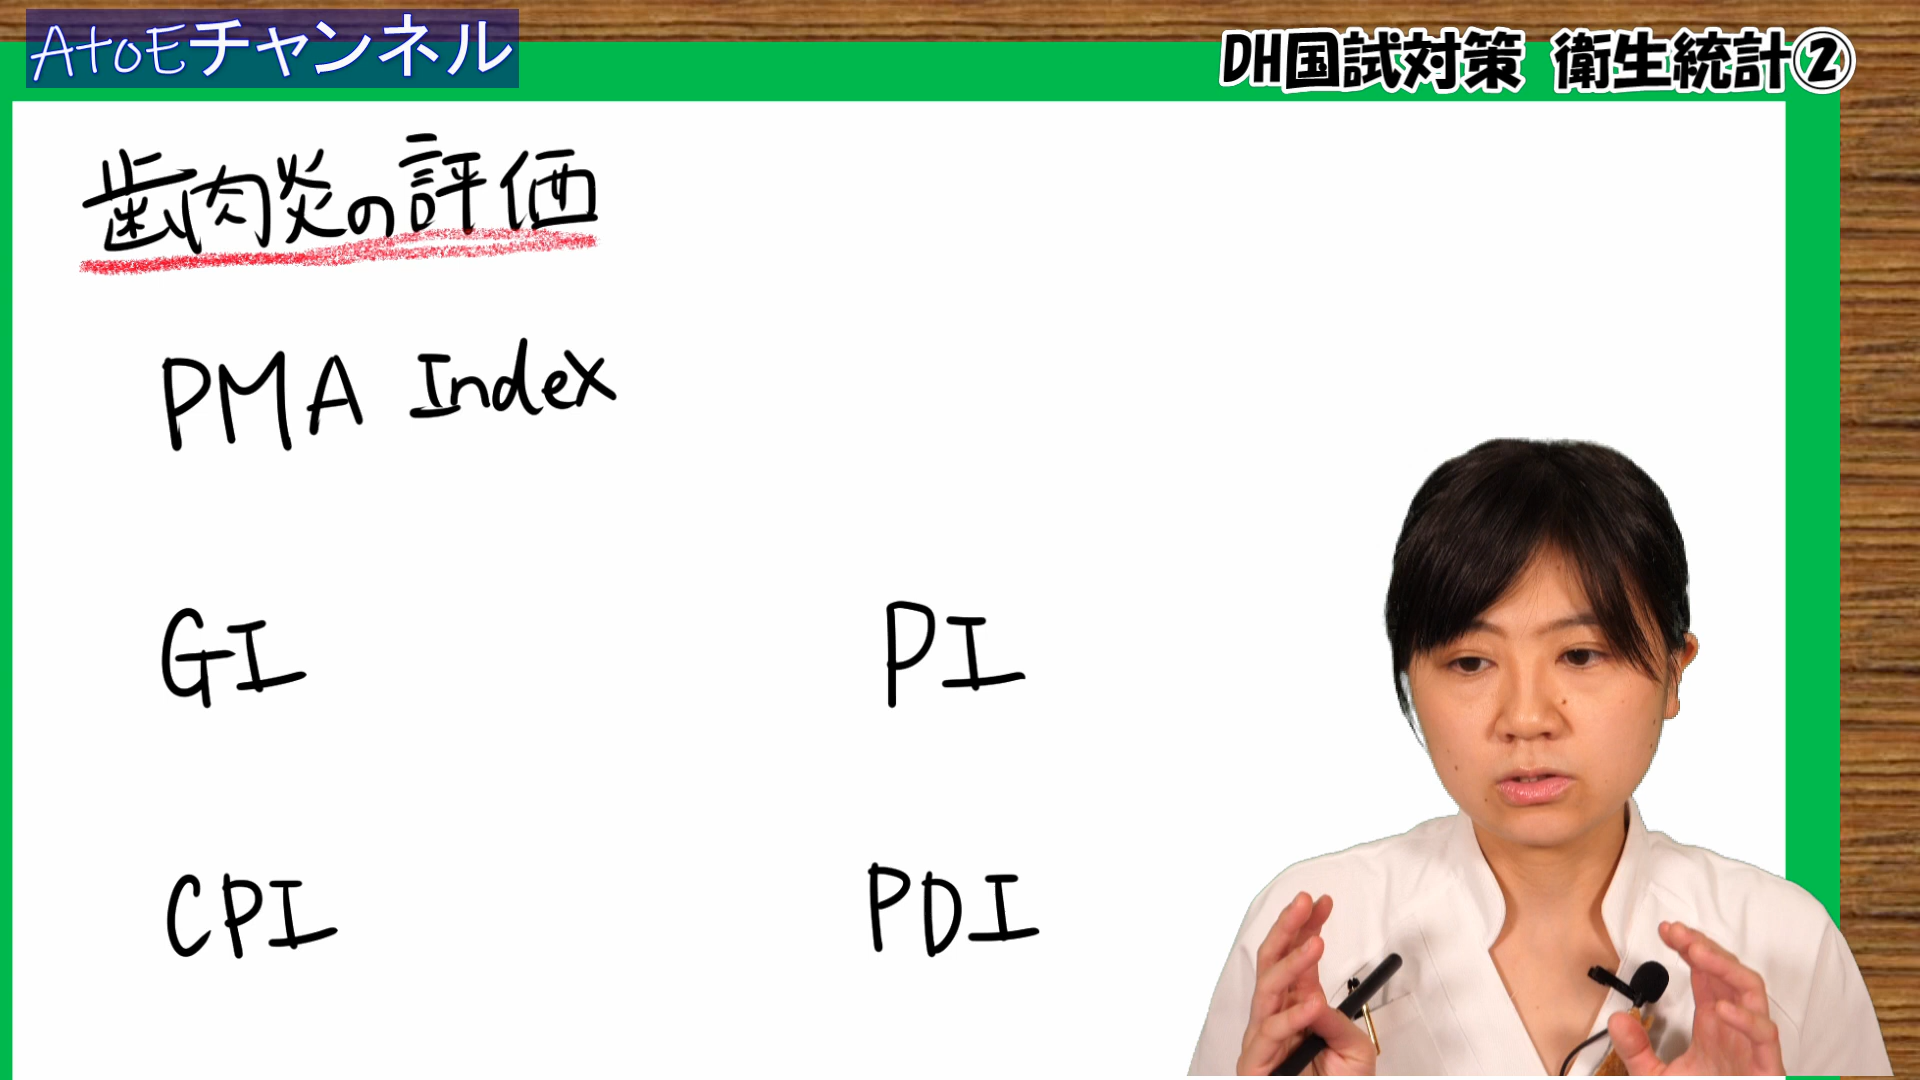 AtoEチャンネル
DH国試対策 衛生統計②
歯肉炎の評価
PMA Index
GI
PI
CPI
PDI